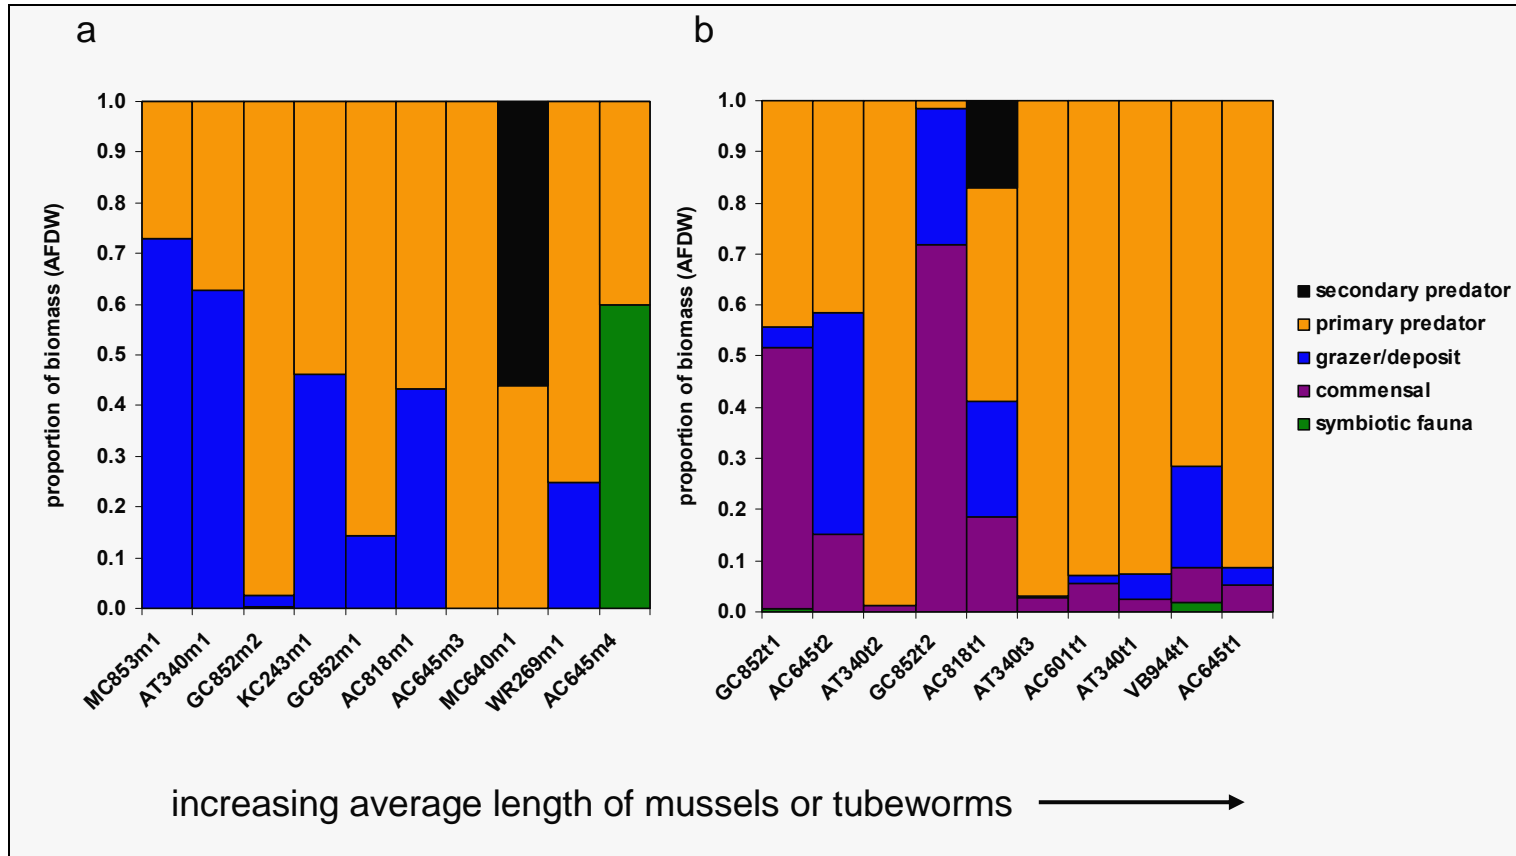 a
b
proportion of biomass (AFDW)
1.0
0.9
0.8
0.7
0.6
0.5
0.4
0.3
0.2
0.1
0.0
MC853m1
AT340m1
GC852m2
KC243m1
GC852m1
AC818m1
AC645m3
MC640m1
WR269m1
AC645m4
proportion of biomass (AFDW)
1.0
0.9
0.8
0.7
0.6
0.5
0.4
0.3
0.2
0.1
0.0
GC852t1
AC645t2
AT340t2
GC852t2
AC818t1
AT340t3
AC601t1
AT340t1
VB944t1
AC645t1
secondary predator
primary predator
grazer/deposit
commensal
symbiotic fauna
increasing average length of mussels or tubeworms